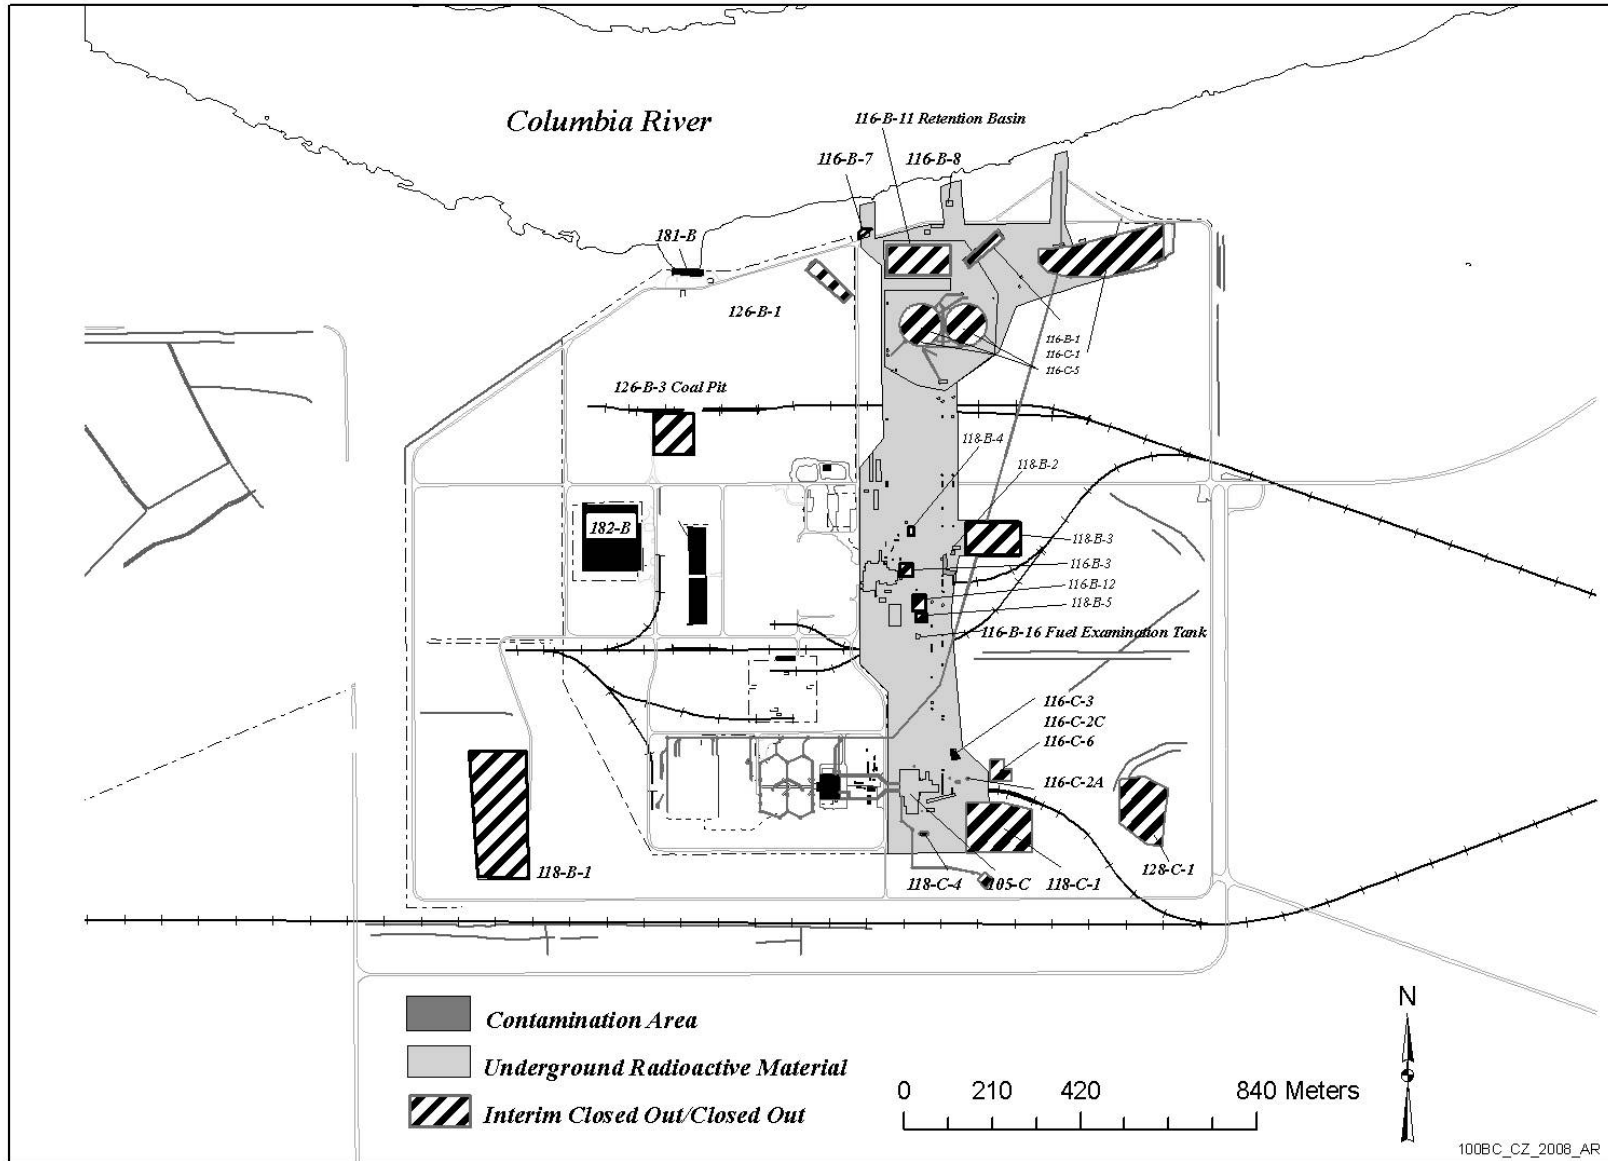 116-B-11 Retention Basin
Columbia River
116-B-7
116-B-8
181-B
126-B-1
116-B-1
116-C-1
116-C-5
126-B-3 Coal Pit
118-B-4
118-B-2
182-B
118-B-3
116-B-3
116-B-12
118-B-5
116-B-16 Fuel Examination Tank
116-C-3
116-C-2C
116-C-6
116-C-2A
118-B-1
118-C-4
105-C
118-C-1
128-C-1
Contamination Area
Underground Radioactive Material
Interim Closed Out/Closed Out
0 210 420 840 Meters
N
100BC_CZ_2008_AR